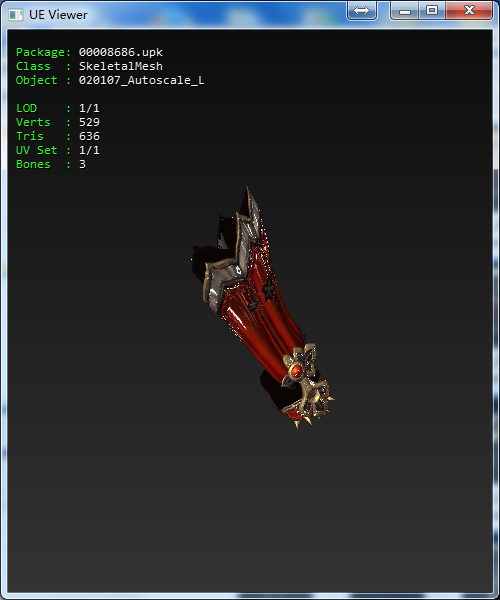 UE Viewer
Package: 00008686.upk
Class : SkeletalMesh
Object : 020107_Autoscale_L
LOD : 1/1
Verts : 529
Tris : 636
UV Set : 1/1
Bones : 3